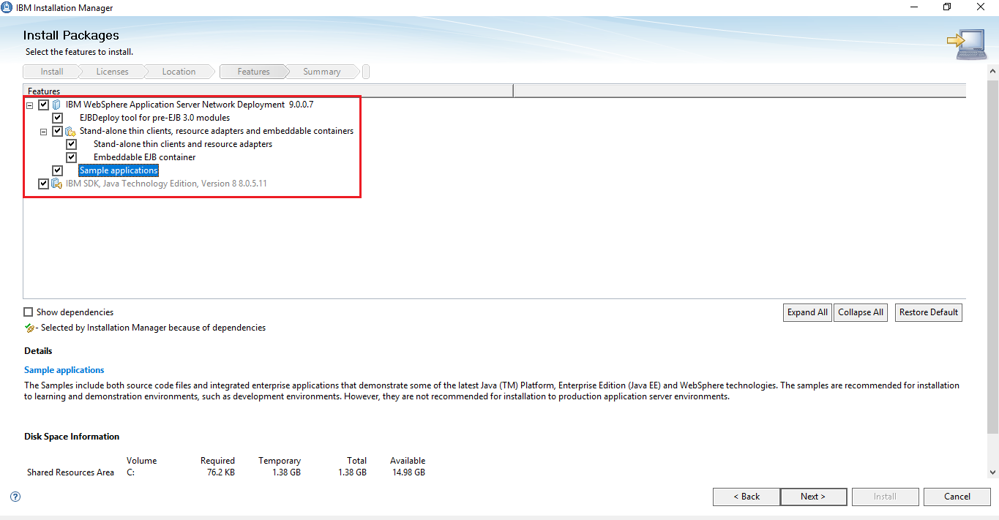 IBM Installation Manager
Install Packages
Select the features to install.
Install Licenses Location Features Summary
Features
IBM WebSphere Application Server Network Deployment 9.0.0.7
EJBDeploy tool for pre-EJB 3.0 modules
Stand-alone thin clients, resource adapters and embeddable containers
Stand-alone thin clients and resource adapters
Embeddable EJB container
Sample applications
IBM SDK, Java Technology Edition, Version 8 8.0.5.11
Show dependencies
Expand All Collapse All Restore Default
- Selected by Installation Manager because of dependencies
Details
Sample applications
The Samples include both source code files and integrated enterprise applications that demonstrate some of the latest Java (TM) Platform, Enterprise Edition (Java EE) and WebSphere technologies. The samples are recommended for installation
to learning and demonstration environments, such as development environments. However, they are not recommended for installation to production application server environments.
Disk Space Information
Volume Required Temporary Total Available
Shared Resources Area C: 76.2 KB 1.38 GB 1.38 GB 14.98 GB
? < Back Next > Install Cancel